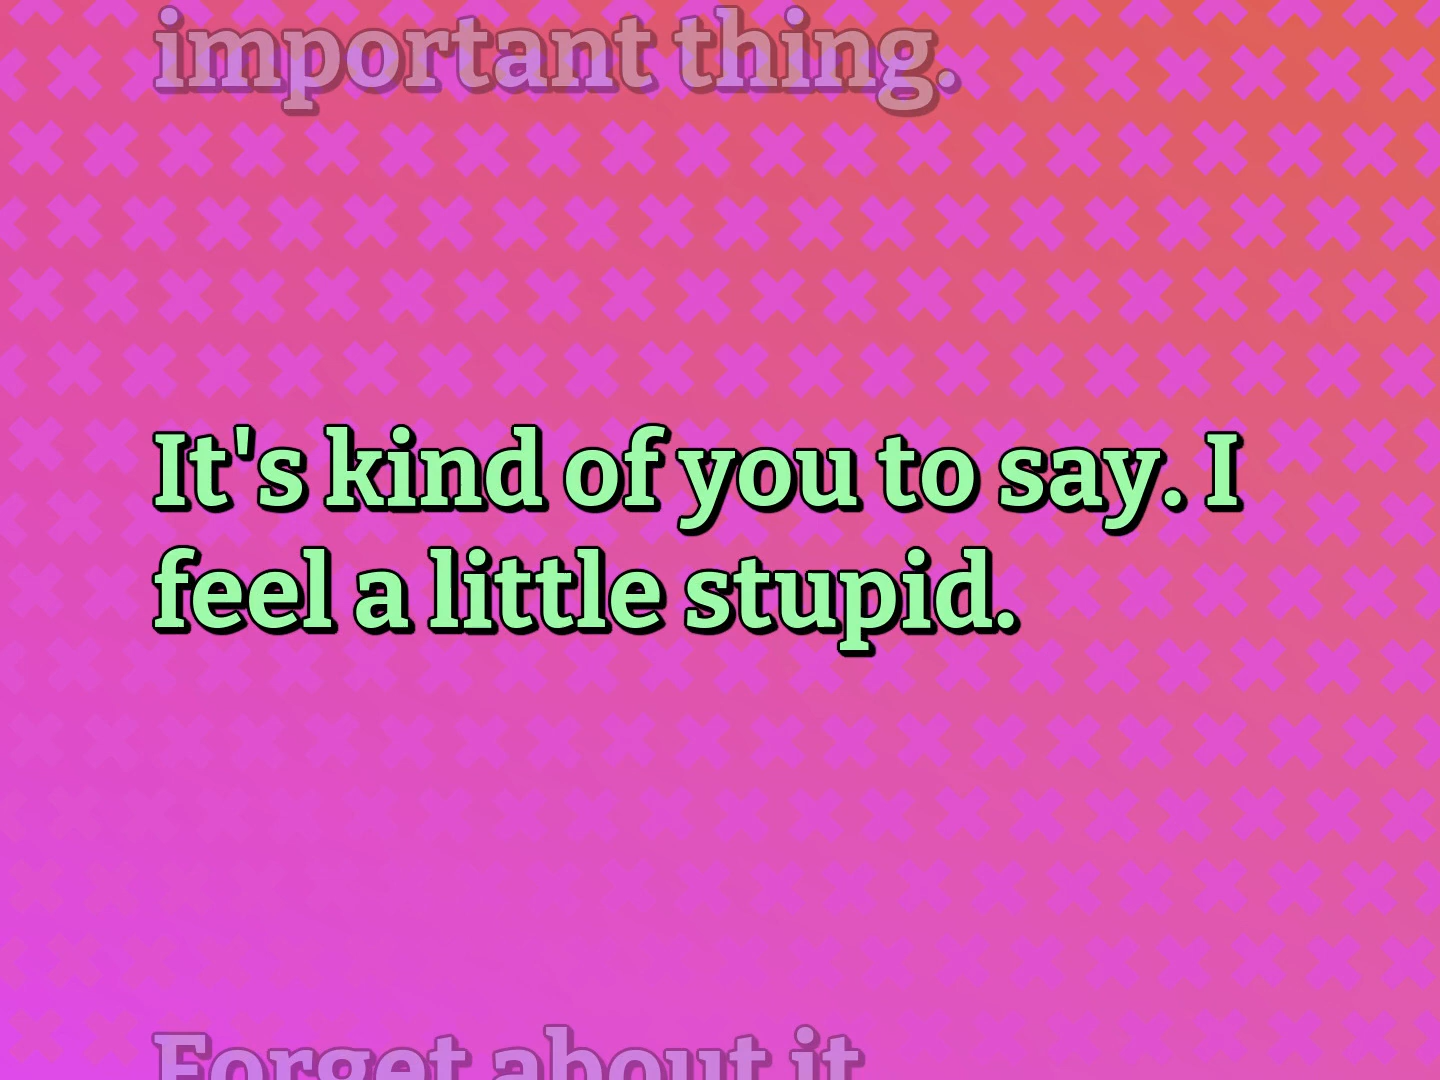 important thing.
It's kind of you to say. I
feel a little stupid.
Forget about it